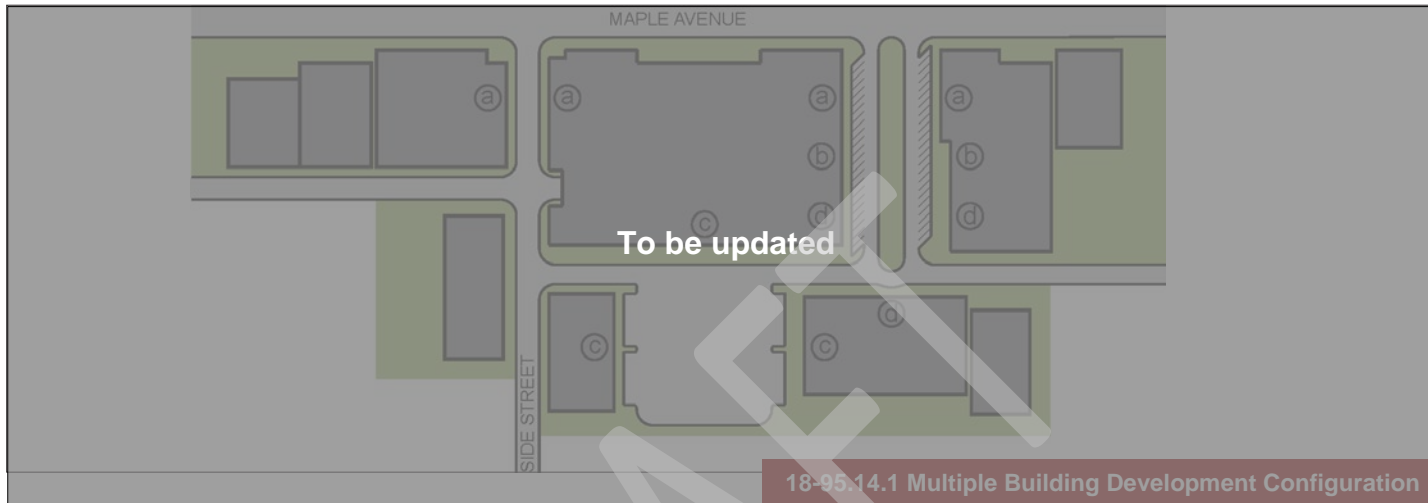 MAPLE AVENUE
ⓐ ⓐ ⓐ ⓐ
ⓑ ⓑ
ⓓ ⓓ
ⓒ
To be updated
ⓓ
ⓒ ⓒ
SIDE STREET
18-95.14.1 Multiple Building Development Configuration